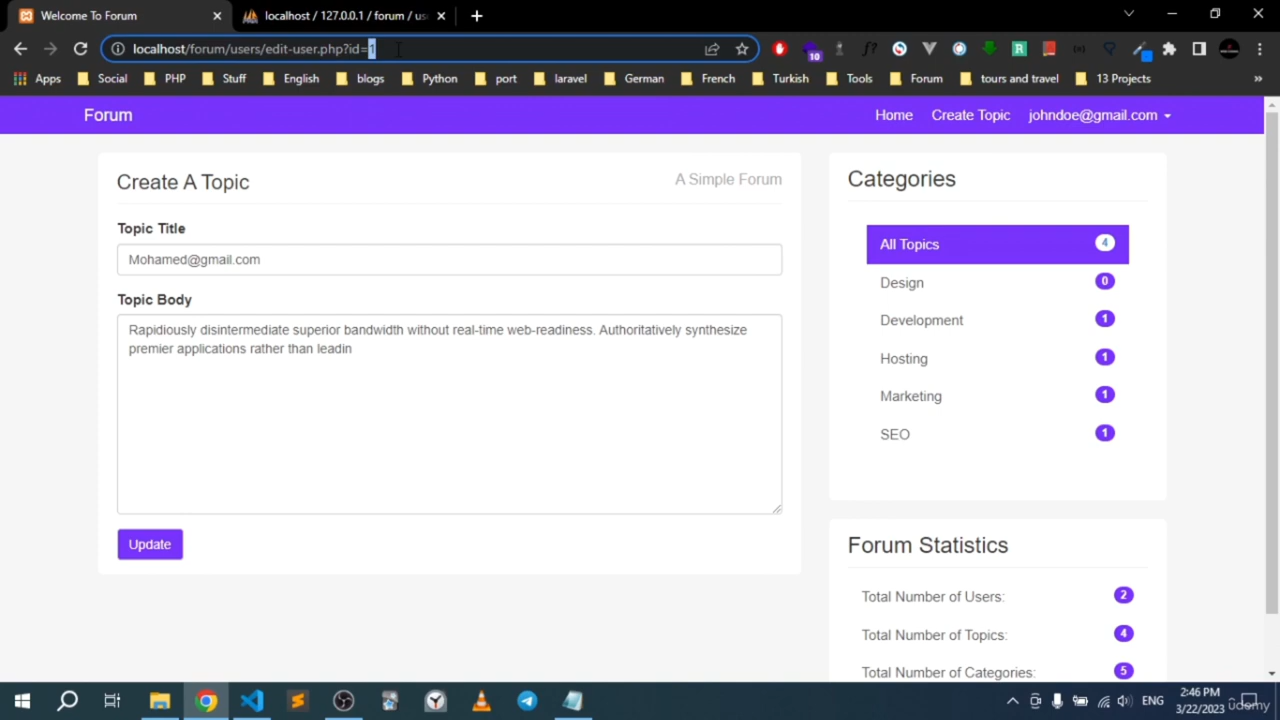 Welcome To Forum
localhost / 127.0.0.1 / forum / us
localhost/forum/users/edit-user.php?id=1
10
Apps Social PHP Stuff English blogs Python port laravel German French Turkish Tools Forum tours and travel 13 Projects
Forum Home Create Topic johndoe@gmail.com
Create A Topic
A Simple Forum
Topic Title
Mohamed@gmail.com
Topic Body
Rapidiously disintermediate superior bandwidth without real-time web-readiness. Authoritatively synthesize
premier applications rather than leadin
Update
Categories
All Topics 4
Design 0
Development 1
Hosting 1
Marketing 1
SEO 1
Forum Statistics
Total Number of Users: 2
Total Number of Topics: 4
Total Number of Categories: 5
ENG
2:46 PM
3/22/2023
udemy